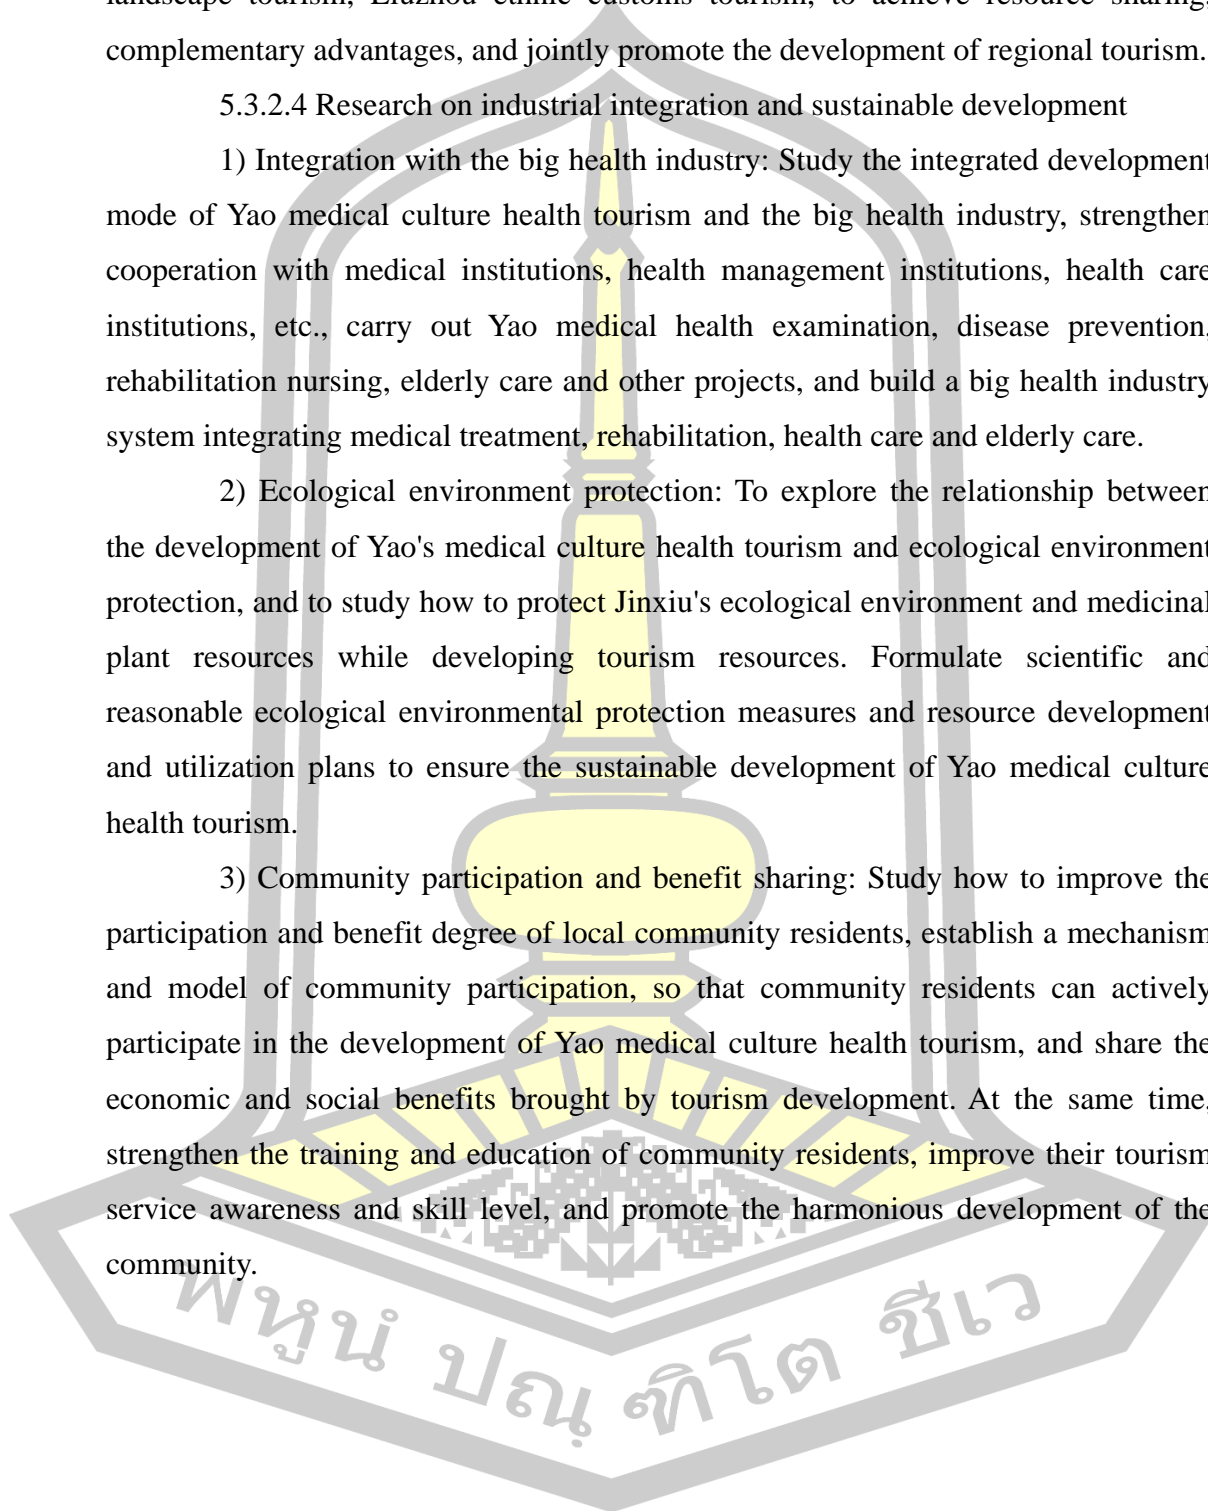 landscape tourism, Liuzhou ethnic customs tourism, to achieve resource sharing,
complementary advantages, and jointly promote the development of regional tourism.
5.3.2.4 Research on industrial integration and sustainable development
1) Integration with the big health industry: Study the integrated development
mode of Yao medical culture health tourism and the big health industry, strengthen
cooperation with medical institutions, health management institutions, health care
institutions, etc., carry out Yao medical health examination, disease prevention,
rehabilitation nursing, elderly care and other projects, and build a big health industry
system integrating medical treatment, rehabilitation, health care and elderly care.
2) Ecological environment protection: To explore the relationship between
the development of Yao's medical culture health tourism and ecological environment
protection, and to study how to protect Jinxiu's ecological environment and medicinal
plant resources while developing tourism resources. Formulate scientific and
reasonable ecological environmental protection measures and resource development
and utilization plans to ensure the sustainable development of Yao medical culture
health tourism.
3) Community participation and benefit sharing: Study how to improve the
participation and benefit degree of local community residents, establish a mechanism
and model of community participation, so that community residents can actively
participate in the development of Yao medical culture health tourism, and share the
economic and social benefits brought by tourism development. At the same time,
strengthen the training and education of community residents, improve their tourism
service awareness and skill level, and promote the harmonious development of the
community.
พหูนํ ปณฺฑิโต ชีเว